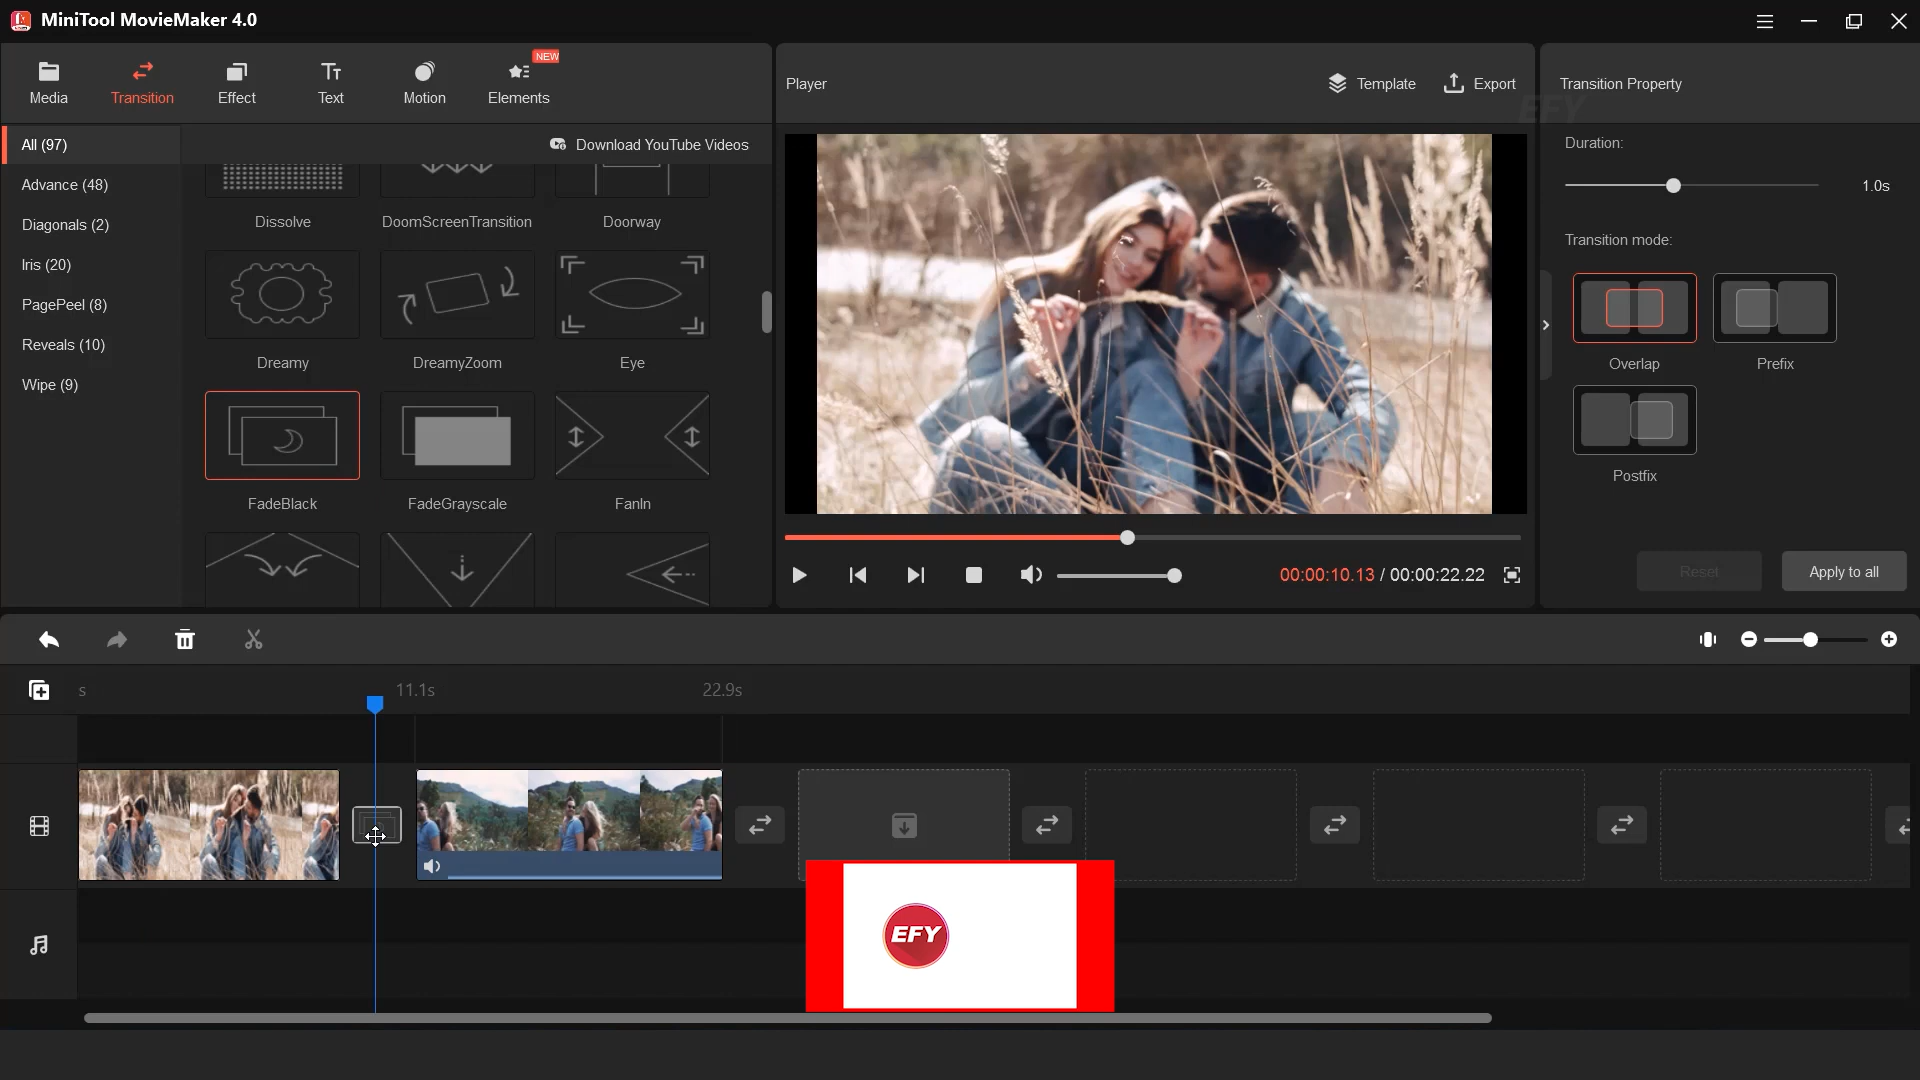 MiniTool MovieMaker 4.0
Media
Transition
Effect
Text
Motion
NEW
Elements
Player
Template
Export
Transition Property
EFY
All (97)
Download YouTube Videos
Advance (48)
Diagonals (2)
Iris (20)
PagePeel (8)
Reveals (10)
Wipe (9)
Dissolve
DoomScreenTransition
Doorway
Dreamy
DreamyZoom
Eye
FadeBlack
FadeGrayscale
FanIn
00:00:10.13 / 00:00:22.22
Duration:
1.0s
Transition mode:
Overlap
Prefix
Postfix
Reset
Apply to all
s
11.1s
22.9s
EFY